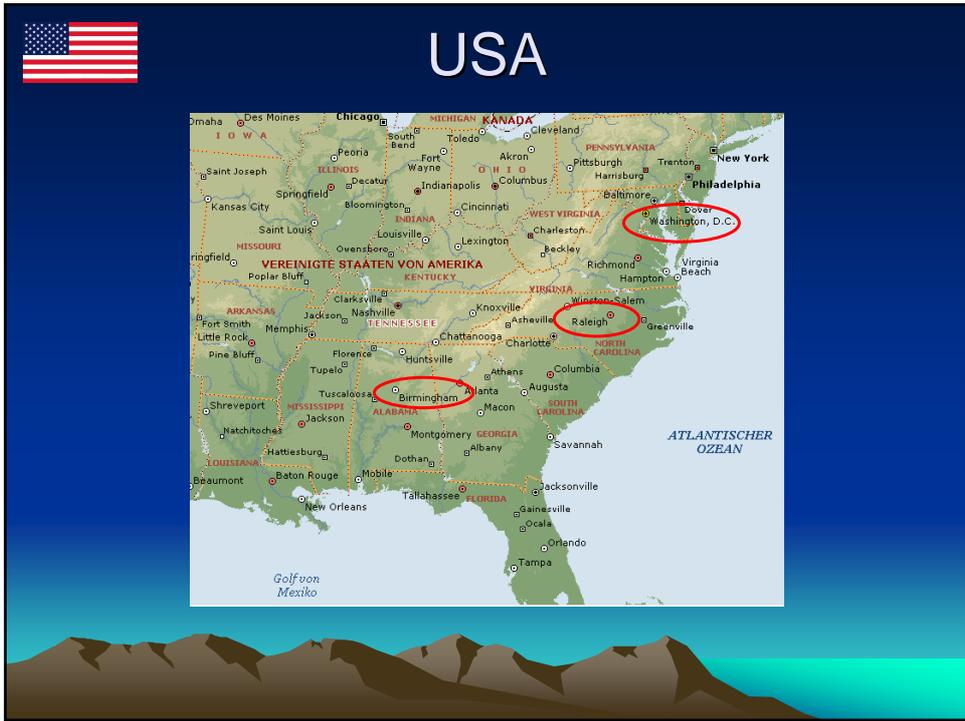 USA
Omaha
Des Moines
Chicago
MICHIGAN
KANADA
IOWA
South
Bend
Toledo
Cleveland
Peoria
Fort
Wayne
Akron
PENNSYLVANIA
Pittsburgh
New York
Trenton
Saint Joseph
ILLINOIS
Decatur
OHIO
Harrisburg
Springfield
Indianapolis
Columbus
Philadelphia
Kansas City
Bloomington
Baltimore
Dover
Cincinnati
WEST VIRGINIA
Washington, D.C.
INDIANA
Saint Louis
Louisville
Lexington
Charleston
MISSOURI
Owensboro
Beckley
ringfield
VEREINIGTE STAATEN VON AMERIKA
Richmond
Virginia
Beach
Poplar Bluff
KENTUCKY
Hampton
VIRGINIA
Clarksville
Winston-Salem
ARKANSAS
Nashville
Knoxville
Jackson
TENNESSEE
Asheville
Raleigh
Greenville
Fort Smith
Memphis
Little Rock
Chattanooga
Charlotte
NORTH
CAROLINA
Pine Bluff
Florence
Huntsville
Tupelo
Athens
Columbia
Tuscaloosa
Birmingham
Atlanta
Augusta
Shreveport
MISSISSIPPI
ALABAMA
Macon
SOUTH
CAROLINA
Jackson
Natchitoches
Montgomery
GEORGIA
ATLANTISCHER
OZEAN
Hattiesburg
Albany
Savannah
LOUISIANA
Dothan
Beaumont
Baton Rouge
Mobile
Tallahassee
FLORIDA
Jacksonville
New Orleans
Gainesville
Ocala
Orlando
Tampa
Golf von
Mexiko